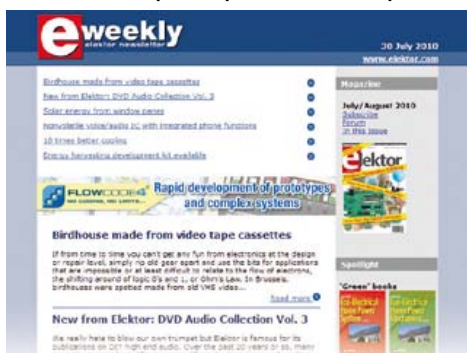 eweekly
elektor newsletter
30 July 2010
www.elektor.com
Birdhouse made from video tape cassettes
New from Elektor: DVD Audio Collection Vol. 3
Solar energy from window panes
Nonvolatile voice/audio IC with integrated phone functions
10 times better cooling
Energy harvesting development kit available
Magazine
July/August 2010
Subscribe
Forum
In this issue
elektor
FLOWCODE4
NO CODING, NO LIMITS...
Rapid development of prototypes
and complex systems
Birdhouse made from video tape cassettes
If from time to time you can't get any fun from electronics at the design
or repair level, simply rip old gear apart and use the bits for applications
that are impossible or at least difficult to relate to the flow of electrons,
the shifting around of logic 0's and 1, or Ohm's Law. In Brussels,
birdhouses were spotted made from old VHS video...
Read more
Spotlight
'Green' books
New from Elektor: DVD Audio Collection Vol. 3
We really hate to blow our own trumpet but Elektor is famous for its
publications on DIY high end audio. Over the past 20 years or so, many